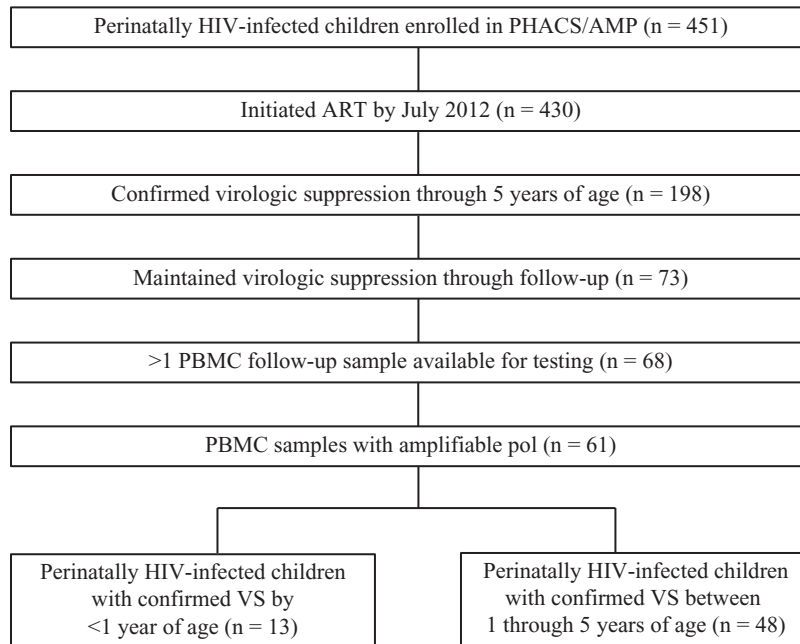 Perinatally HIV-infected children enrolled in PHACS/AMP (n = 451)
Initiated ART by July 2012 (n = 430)
Confirmed virologic suppression through 5 years of age (n = 198)
Maintained virologic suppression through follow-up (n = 73)
>1 PBMC follow-up sample available for testing (n = 68)
PBMC samples with amplifiable pol (n = 61)
Perinatally HIV-infected children
with confirmed VS by
<1 year of age (n = 13)
Perinatally HIV-infected children
with confirmed VS between
1 through 5 years of age (n = 48)